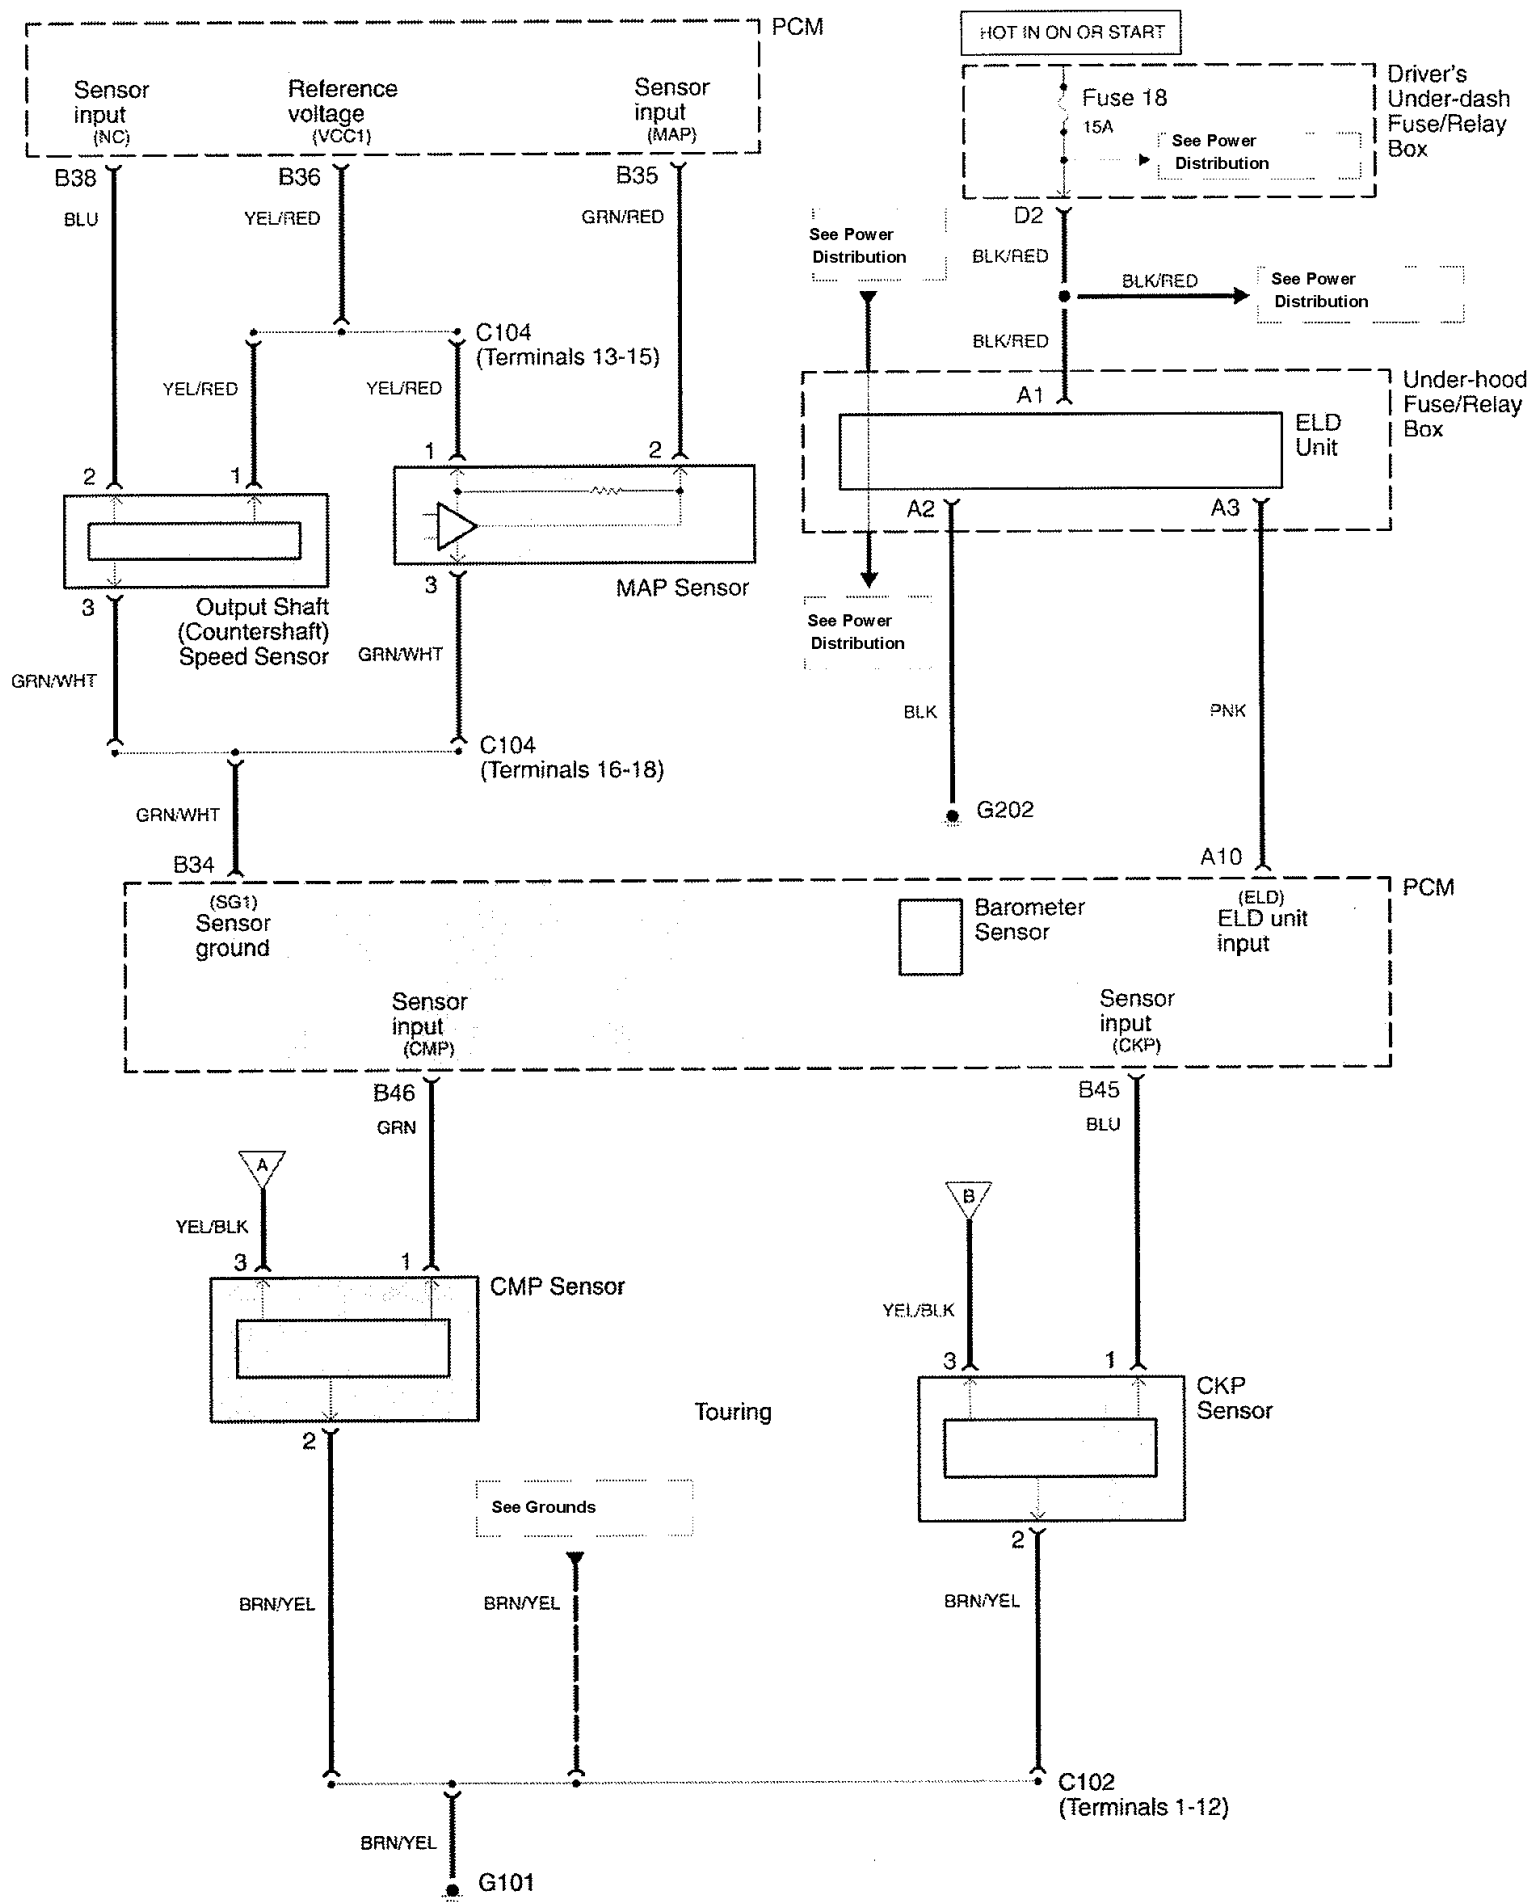 PCM
HOT IN ON OR START
Sensor
input
(NC)
Reference
voltage
(VCC1)
Sensor
input
(MAP)
Fuse 18
15A
See Power
Distribution
Driver's
Under-dash
Fuse/Relay
Box
B38
BLU
B36
YEL/RED
B35
GRN/RED
D2
BLK/RED
See Power
Distribution
BLK/RED
See Power
Distribution
BLK/RED
C104
(Terminals 13-15)
YEL/RED
YEL/RED
A1
Under-hood
Fuse/Relay
Box
ELD
Unit
2
1
1
2
A2
A3
3
Output Shaft
(Countershaft)
Speed Sensor
3
MAP Sensor
See Power
Distribution
GRN/WHT
GRN/WHT
BLK
PNK
C104
(Terminals 16-18)
GRN/WHT
G202
B34
A10
PCM
(SG1)
Sensor
ground
Barometer
Sensor
(ELD)
ELD unit
input
Sensor
input
(CMP)
Sensor
input
(CKP)
B46
GRN
B45
BLU
A
YEL/BLK
B
3
1
CMP Sensor
YEL/BLK
3
1
CKP
Sensor
Touring
2
See Grounds
2
BRN/YEL
BRN/YEL
BRN/YEL
C102
(Terminals 1-12)
BRN/YEL
G101